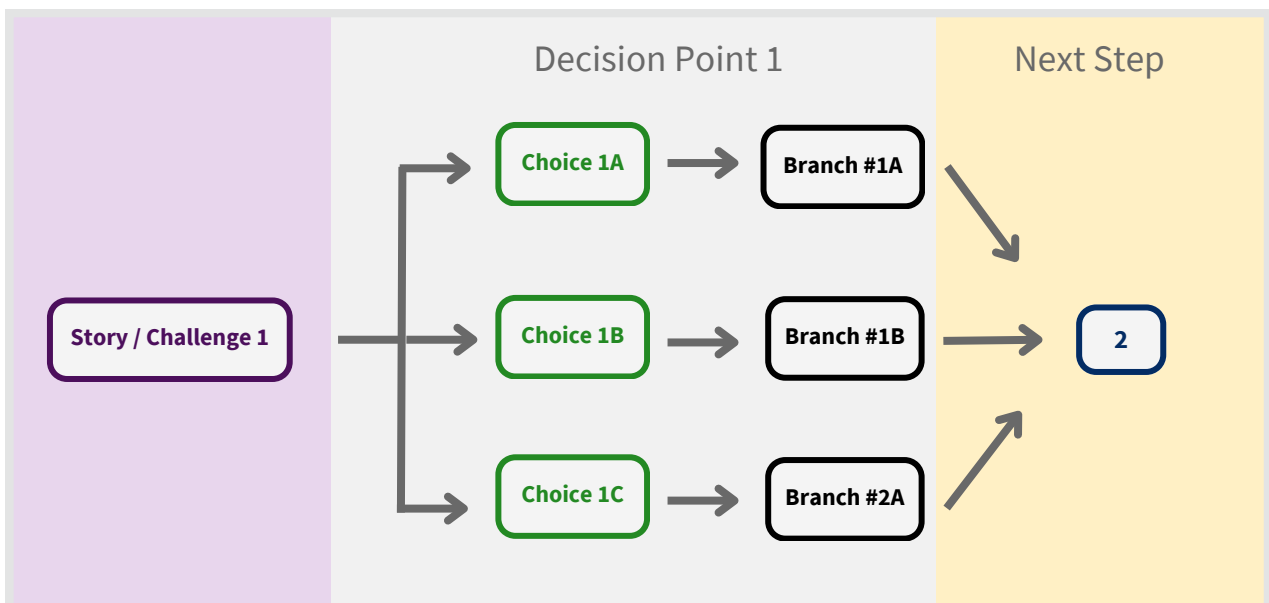 Decision Point 1
Next Step
Choice 1A
Branch #1A
Story / Challenge 1
Choice 1B
Branch #1B
2
Choice 1C
Branch #2A